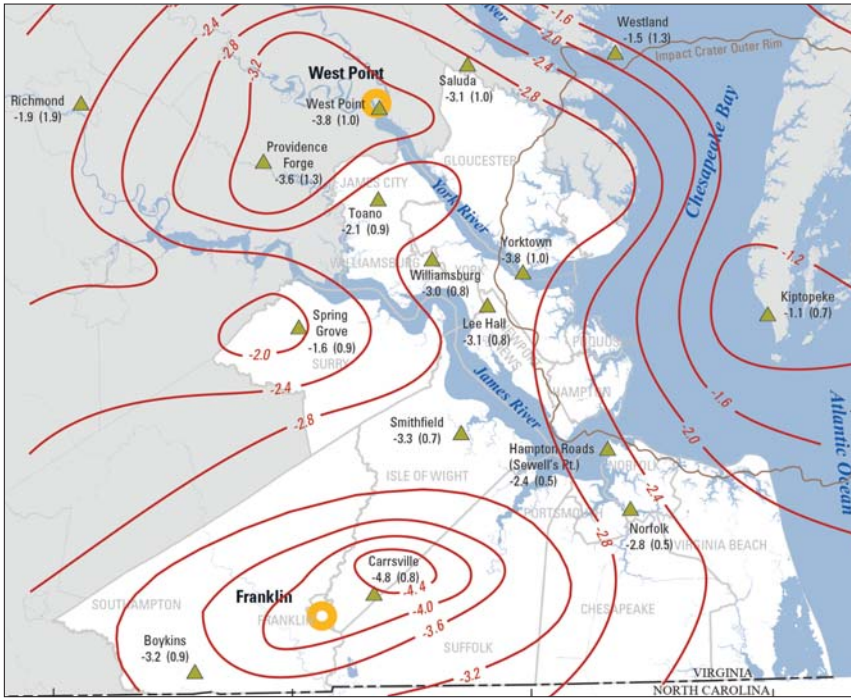 River
-1.6
-2.0
-2.4
-2.8
-3.2
-2.4
-2.8
Westland
-1.5 (1.3)
Impact Crater Outer Rim
West Point
Saluda
-3.1 (1.0)
Richmond
-1.9 (1.9)
West Point
-3.8 (1.0)
Chesapeake Bay
Providence
Forge
-3.6 (1.3)
GLOUCESTER
JAMES CITY
York River
Toano
-2.1 (0.9)
Yorktown
-3.8 (1.0)
WILLIAMSBURG
YORK
Williamsburg
-3.0 (0.8)
-1.2
Kiptopeke
-1.1 (0.7)
Spring
Grove
-1.6 (0.9)
Lee Hall
-3.1 (0.8)
NEWPORT
NEWS
POQUOSON
-2.0
SURRY
-2.4
James River
HAMPTON
-1.6
-2.8
Atlantic Ocean
Smithfield
-3.3 (0.7)
-2.0
Hampton Roads
(Sewell's Pt.)
-2.4 (0.5)
NORFOLK
ISLE OF WIGHT
-2.4
PORTSMOUTH
Norfolk
-2.8 (0.5)
VIRGINIA BEACH
-2.8
Carrsville
-4.8 (0.8)
-4.4
Franklin
-4.0
SOUTHAMPTON
FRANKLIN
CHESAPEAKE
-3.6
Boykins
-3.2 (0.9)
SUFFOLK
-3.2
VIRGINIA
NORTH CAROLINA